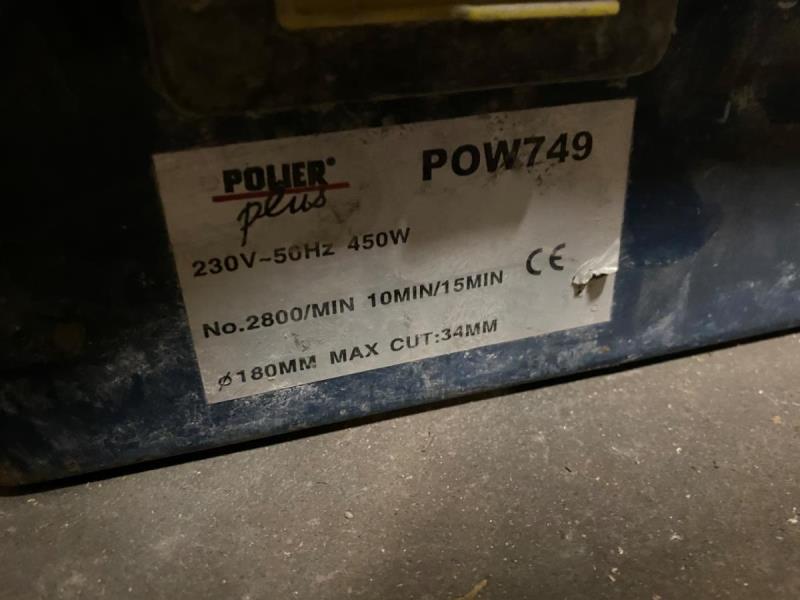 POWER® POW749
plus
230V~50Hz 450W
No.2800/MIN 10MIN/15MIN CE
ø180MM MAX CUT:34MM